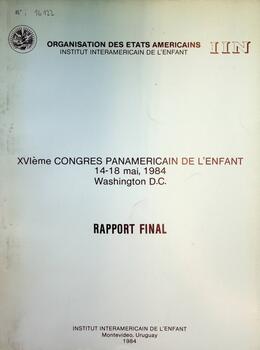 N°: 16122
ORGANISATION DES ETATS AMERICAINS
INSTITUT INTERAMERICAIN DE L'ENFANT
IIN
XVIème CONGRES PANAMERICAIN DE L'ENFANT
14-18 mai, 1984
Washington D.C.
RAPPORT FINAL
INSTITUT INTERAMERICAIN DE L'ENFANT
Montevideo, Uruguay
1984